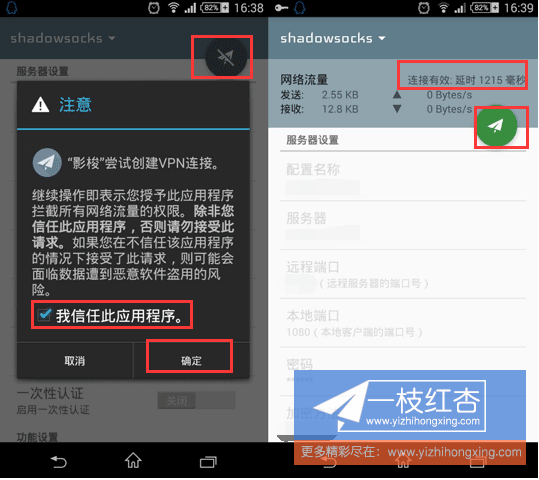 82%
16:38
shadowsocks
服务器设置
注意
“影梭”尝试创建VPN连接。
继续操作即表示您授予此应用程序
拦截所有网络流量的权限。除非您
信任此应用程序,否则请勿接受此
请求。如果您在不信任该应用程序
的情况下接受了此请求,则可能会
面临数据遭到恶意软件盗用的风
险。
我信任此应用程序。
取消
确定
一次性认证
启用一次性认证
关闭
功能设置
82%
16:39
shadowsocks
网络流量
连接有效: 延时 1215 毫秒
发送: 2.55 KB ▲ 0 Bytes/s
接收: 12.8 KB ▼ 0 Bytes/s
服务器设置
配置名称
服务器
远程端口
(远程服务器的端口号)
本地端口
1080 (本地客户端的端口号)
密码
一枝红杏
www.yizhihongxing.com
更多精彩尽在：www.yizhihongxing.com